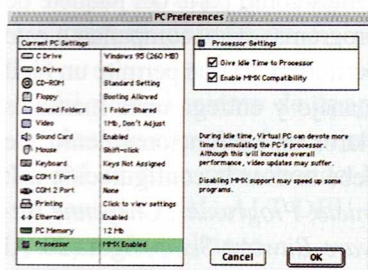 PC Preferences
Current PC Settings
C Drive Windows 95 (260 MB)
D Drive None
CD-ROM Standard Setting
Floppy Booting Allowed
Shared Folders 1 Folder Shared
Video 1Mb, Don't Adjust
Sound Card Enabled
Mouse Shift-click
Keyboard Keys Not Assigned
COM 1 Port None
COM 2 Port None
Printing Click to view settings
Ethernet Enabled
PC Memory 12 Mb
Processor MMX Enabled
Processor Settings
Give Idle Time to Processor
Enable MMX Compatibility
During idle time, Virtual PC can devote more
time to emulating the PC's processor.
Although this will increase overall
performance, video updates may suffer.
Disabling MMX support may speed up some
programs.
Cancel OK